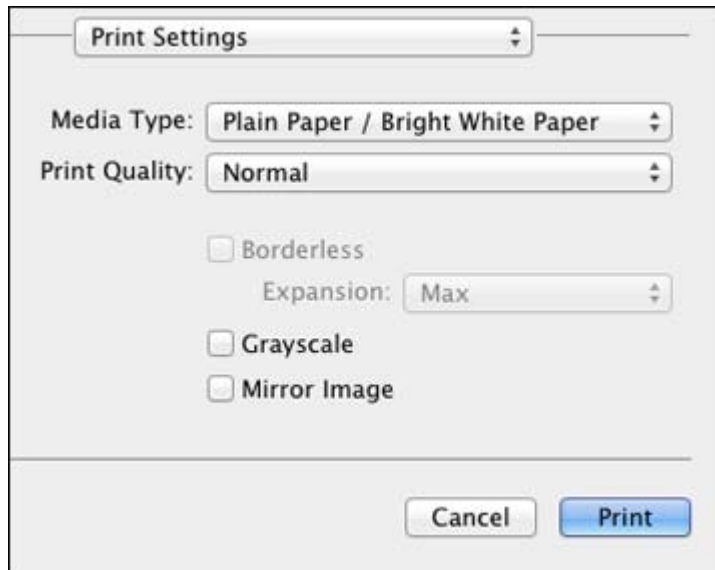 Print Settings
Media Type: Plain Paper / Bright White Paper
Print Quality: Normal
Borderless
Expansion: Max
Grayscale
Mirror Image
Cancel Print